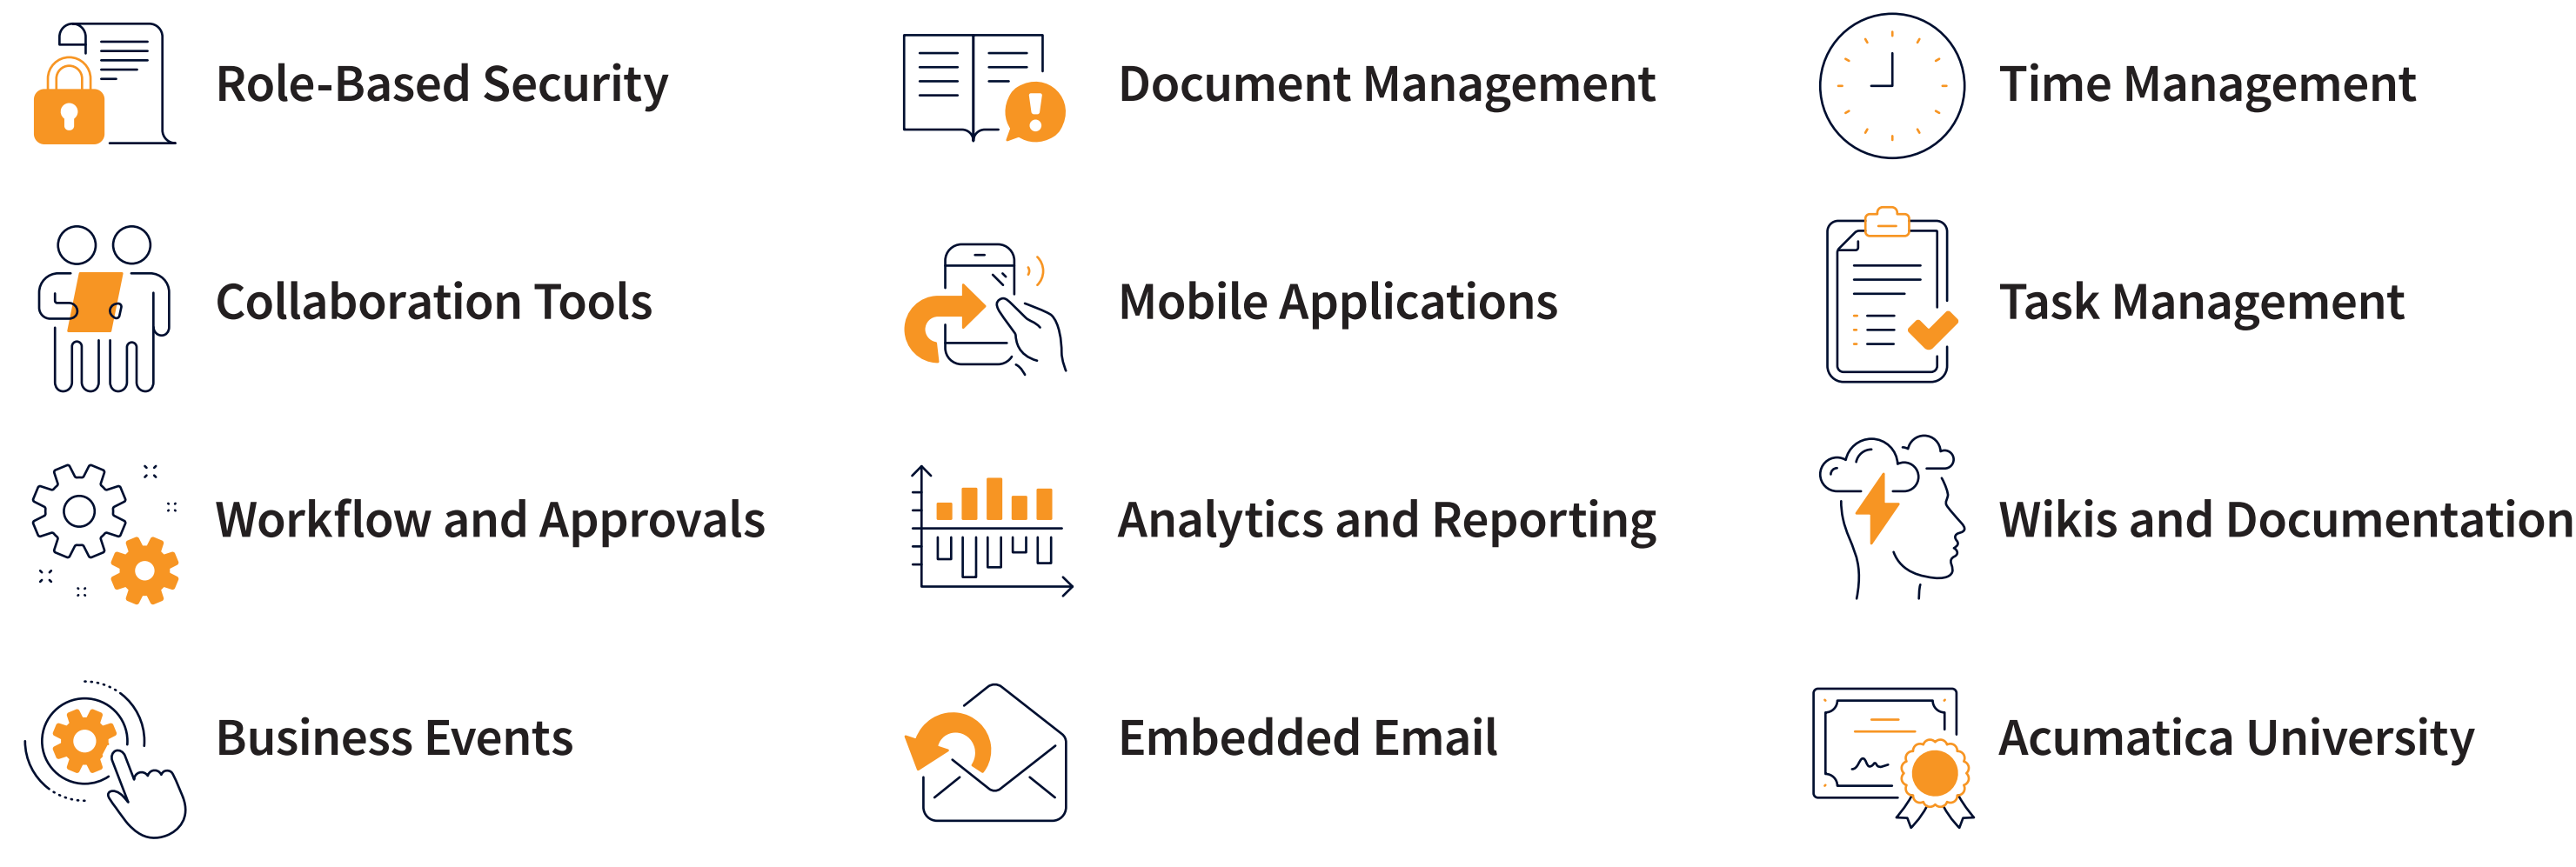 Role-Based Security
Document Management
Time Management
Collaboration Tools
Mobile Applications
Task Management
Workflow and Approvals
Analytics and Reporting
Wikis and Documentation
Business Events
Embedded Email
Acumatica University